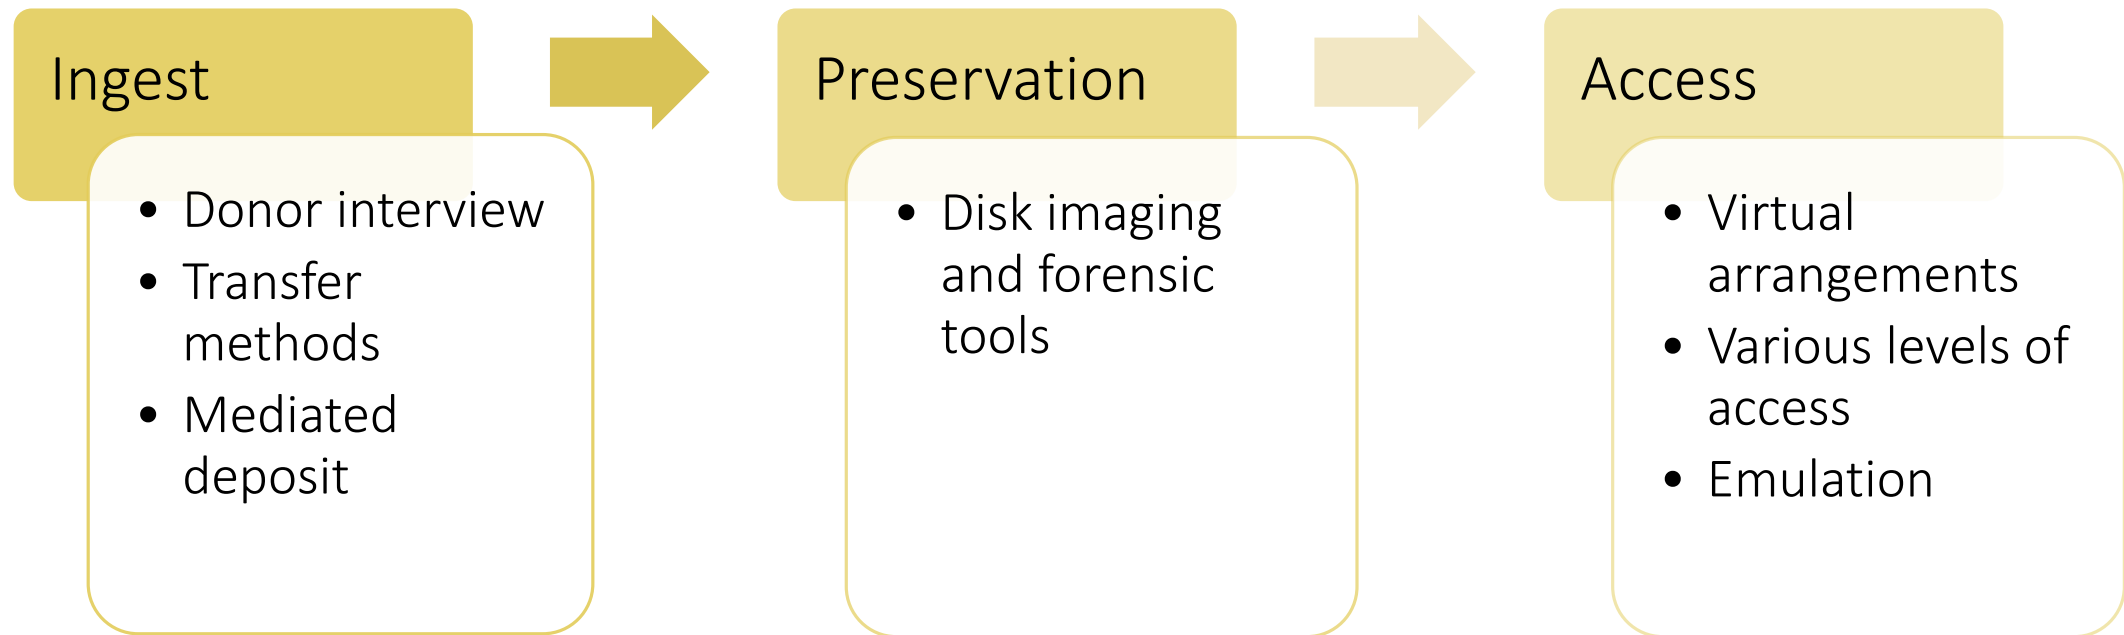 Ingest
• Donor interview
• Transfer
methods
• Mediated
deposit
Preservation
• Disk imaging
and forensic
tools
Access
• Virtual
arrangements
• Various levels of
access
• Emulation